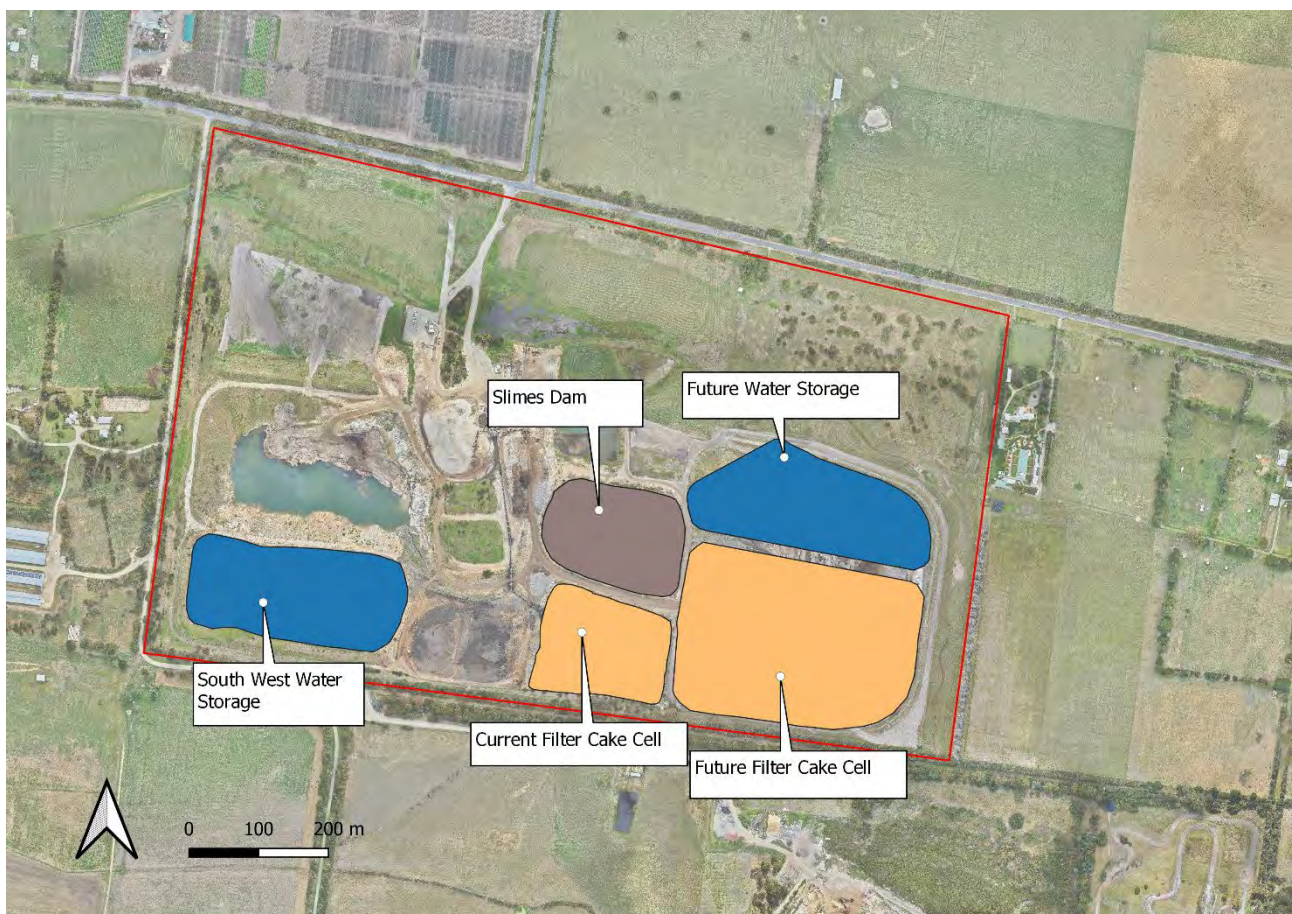 Slimes Dam
Future Water Storage
South West Water
Storage
Current Filter Cake Cell
Future Filter Cake Cell
0 100 200 m